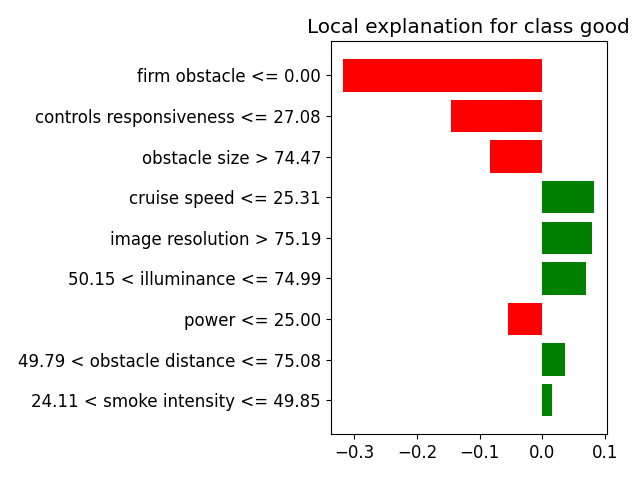 Local explanation for class good
firm obstacle <= 0.00
controls responsiveness <= 27.08
obstacle size > 74.47
cruise speed <= 25.31
image resolution > 75.19
50.15 < illuminance <= 74.99
power <= 25.00
49.79 < obstacle distance <= 75.08
24.11 < smoke intensity <= 49.85
−0.3 −0.2 −0.1 0.0 0.1